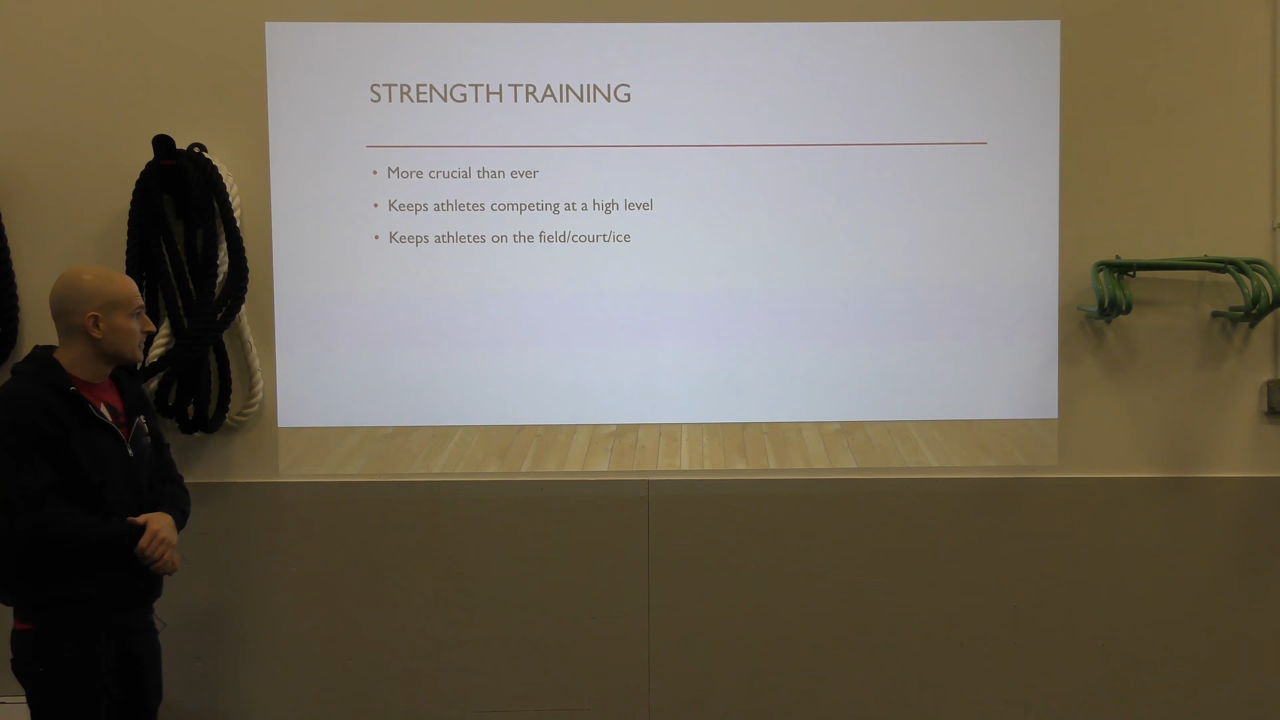 STRENGTH TRAINING
• More crucial than ever
• Keeps athletes competing at a high level
• Keeps athletes on the field/court/ice